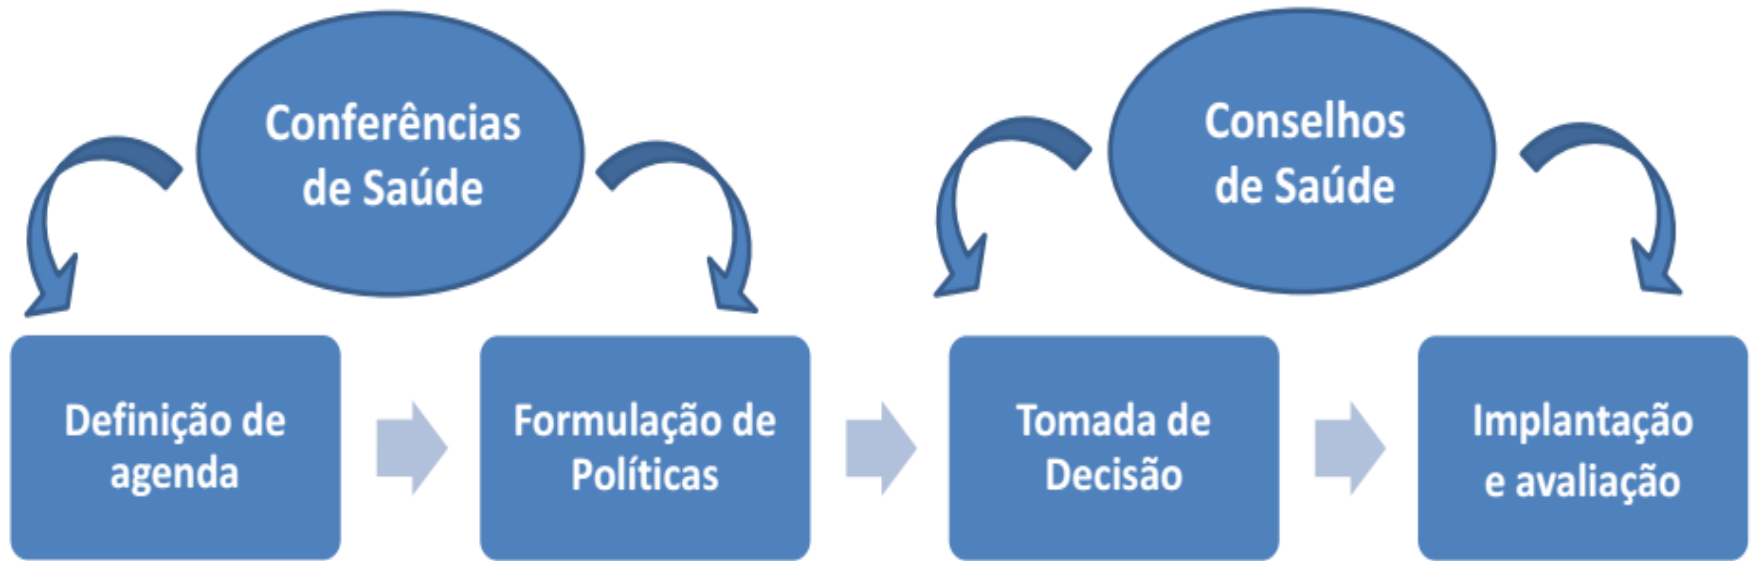 Conferências
de Saúde
Conselhos
de Saúde
Definição de
agenda
Formulação de
Políticas
Tomada de
Decisão
Implantação
e avaliação